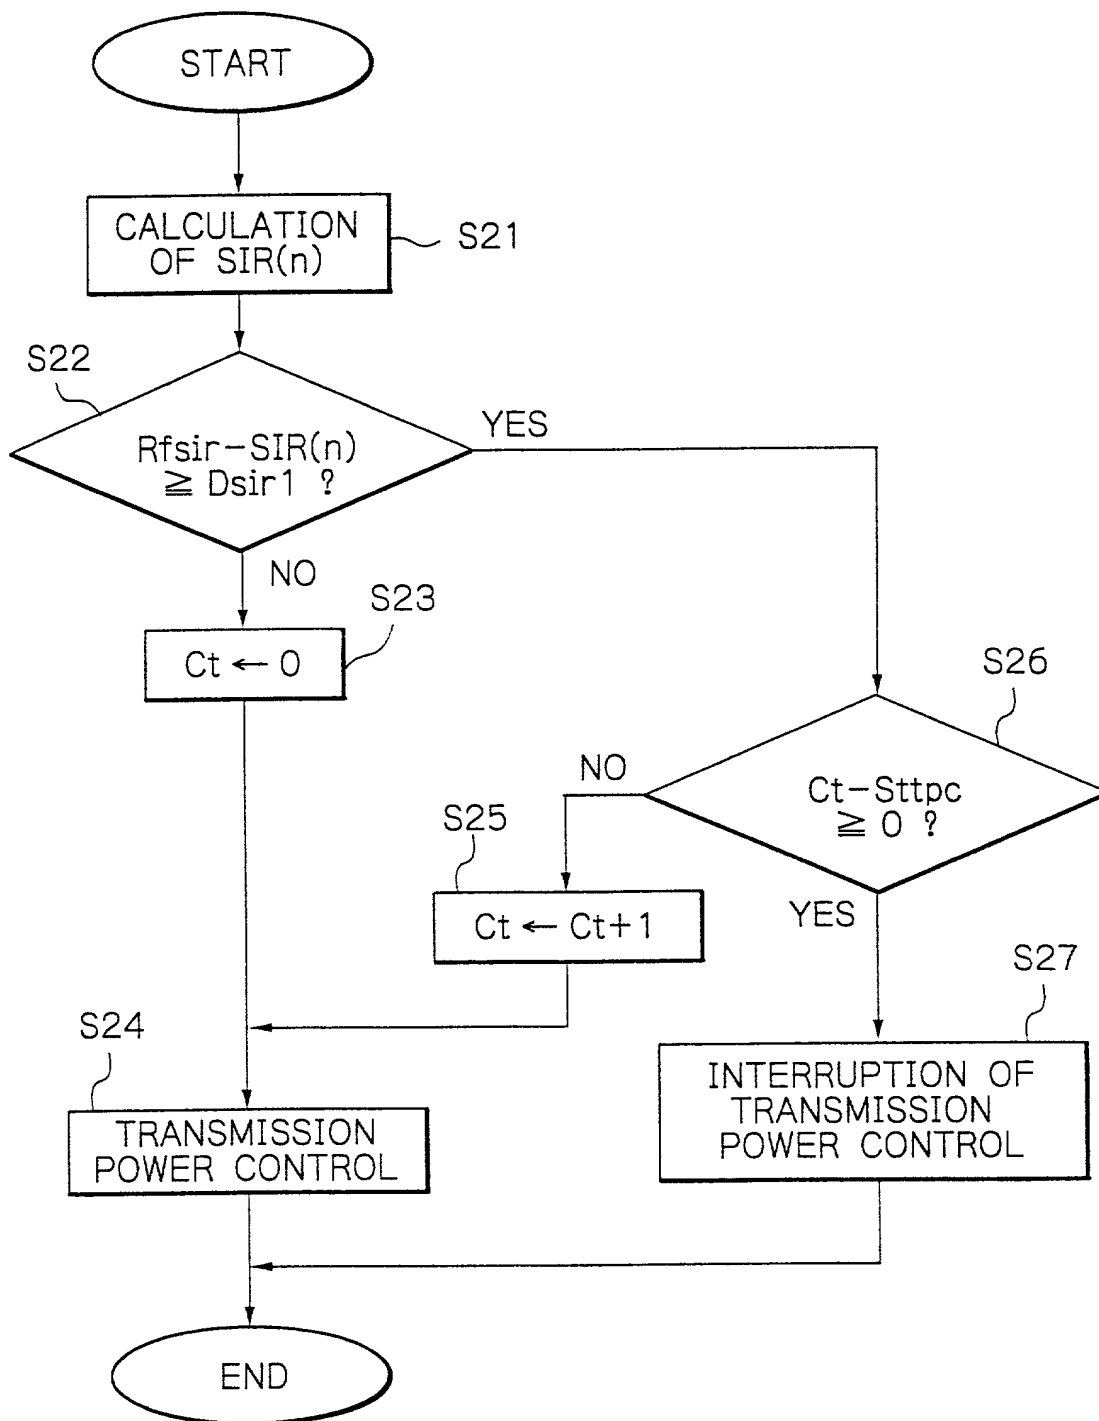 START
CALCULATION
OF SIR(n)
S21
S22
Rfsir-SIR(n)
≧ Dsir1 ?
YES
NO
S23
Ct ← 0
S26
Ct-Sttpc
≧ 0 ?
NO
S25
Ct ← Ct+1
YES
S27
INTERRUPTION OF
TRANSMISSION
POWER CONTROL
S24
TRANSMISSION
POWER CONTROL
END